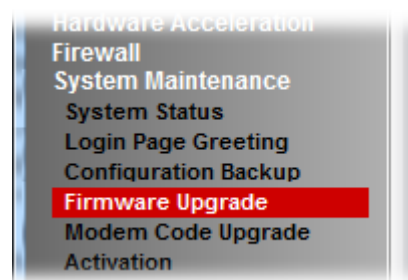 Hardware Acceleration
Firewall
System Maintenance
System Status
Login Page Greeting
Configuration Backup
Firmware Upgrade
Modem Code Upgrade
Activation